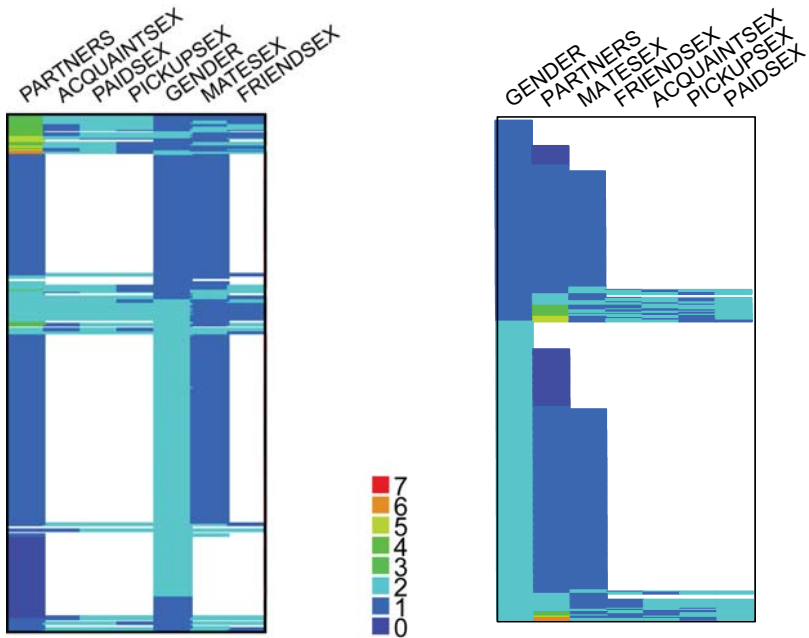 PARTNERS
ACQUAINTSEX
PAIDSEX
PICKUPSEX
GENDER
MATESEX
FRIENDSEX
GENDER
PARTNERS
MATESEX
FRIENDSEX
ACQUAINTSEX
PICKUPSEX
PAIDSEX
7
6
5
4
3
2
1
0